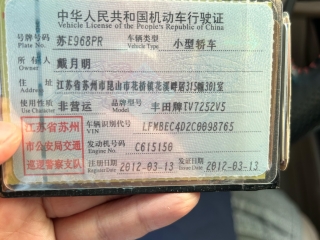 中华人民共和国机动车行驶证
Vehicle License of the People's Republic of China
号牌号码 Plate No. 苏E968PR 车辆类型 Vehicle Type 小型轿车
所有人 Owner 戴月明
住址 Address 江苏省苏州市昆山市花桥镇花溪畔居315幢301室
使用性质 Use Character 非营运 品牌型号 Model 丰田牌TV7252V5
江苏省苏州 车辆识别代号 VIN LFMBEC4D2C0098765
市公安局交通 发动机号码 Engine No. C615150
巡逻警察支队 注册日期 Register Date 2012-03-13 发证日期 Issue Date 2012-03-13